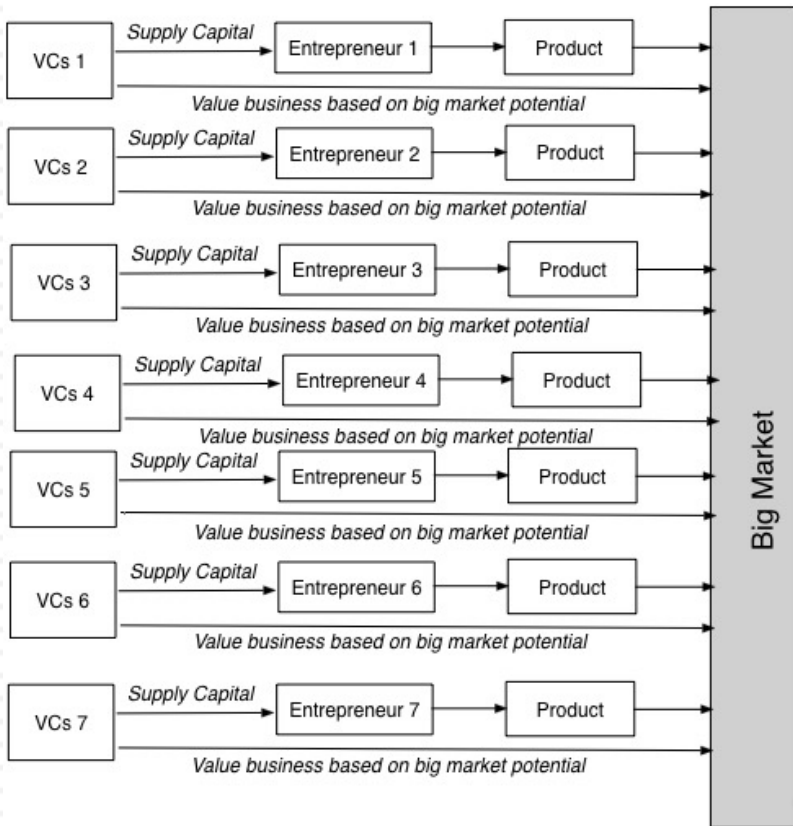 Supply Capital
VCs 1
Entrepreneur 1
Product
Value business based on big market potential
Supply Capital
VCs 2
Entrepreneur 2
Product
Value business based on big market potential
Supply Capital
VCs 3
Entrepreneur 3
Product
Value business based on big market potential
Supply Capital
VCs 4
Entrepreneur 4
Product
Value business based on big market potential
Supply Capital
VCs 5
Entrepreneur 5
Product
Value business based on big market potential
Supply Capital
VCs 6
Entrepreneur 6
Product
Value business based on big market potential
Supply Capital
VCs 7
Entrepreneur 7
Product
Value business based on big market potential
Big Market